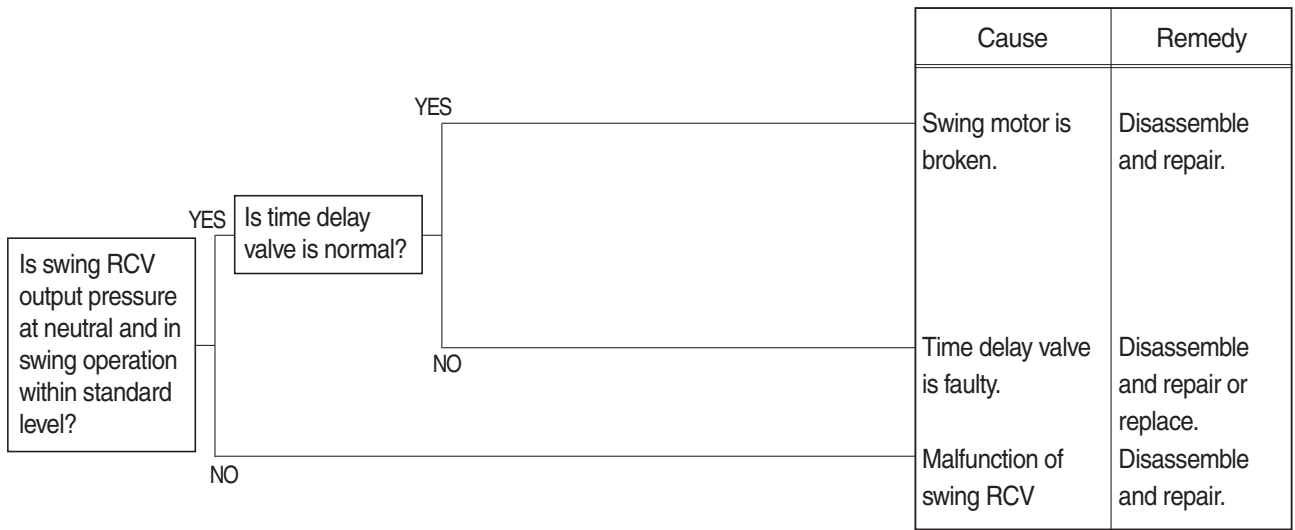 Cause
Remedy
YES
Swing motor is
broken.
Disassemble
and repair.
YES
Is time delay
valve is normal?
Is swing RCV
output pressure
at neutral and in
swing operation
within standard
level?
NO
Time delay valve
is faulty.
Disassemble
and repair or
replace.
NO
Malfunction of
swing RCV
Disassemble
and repair.